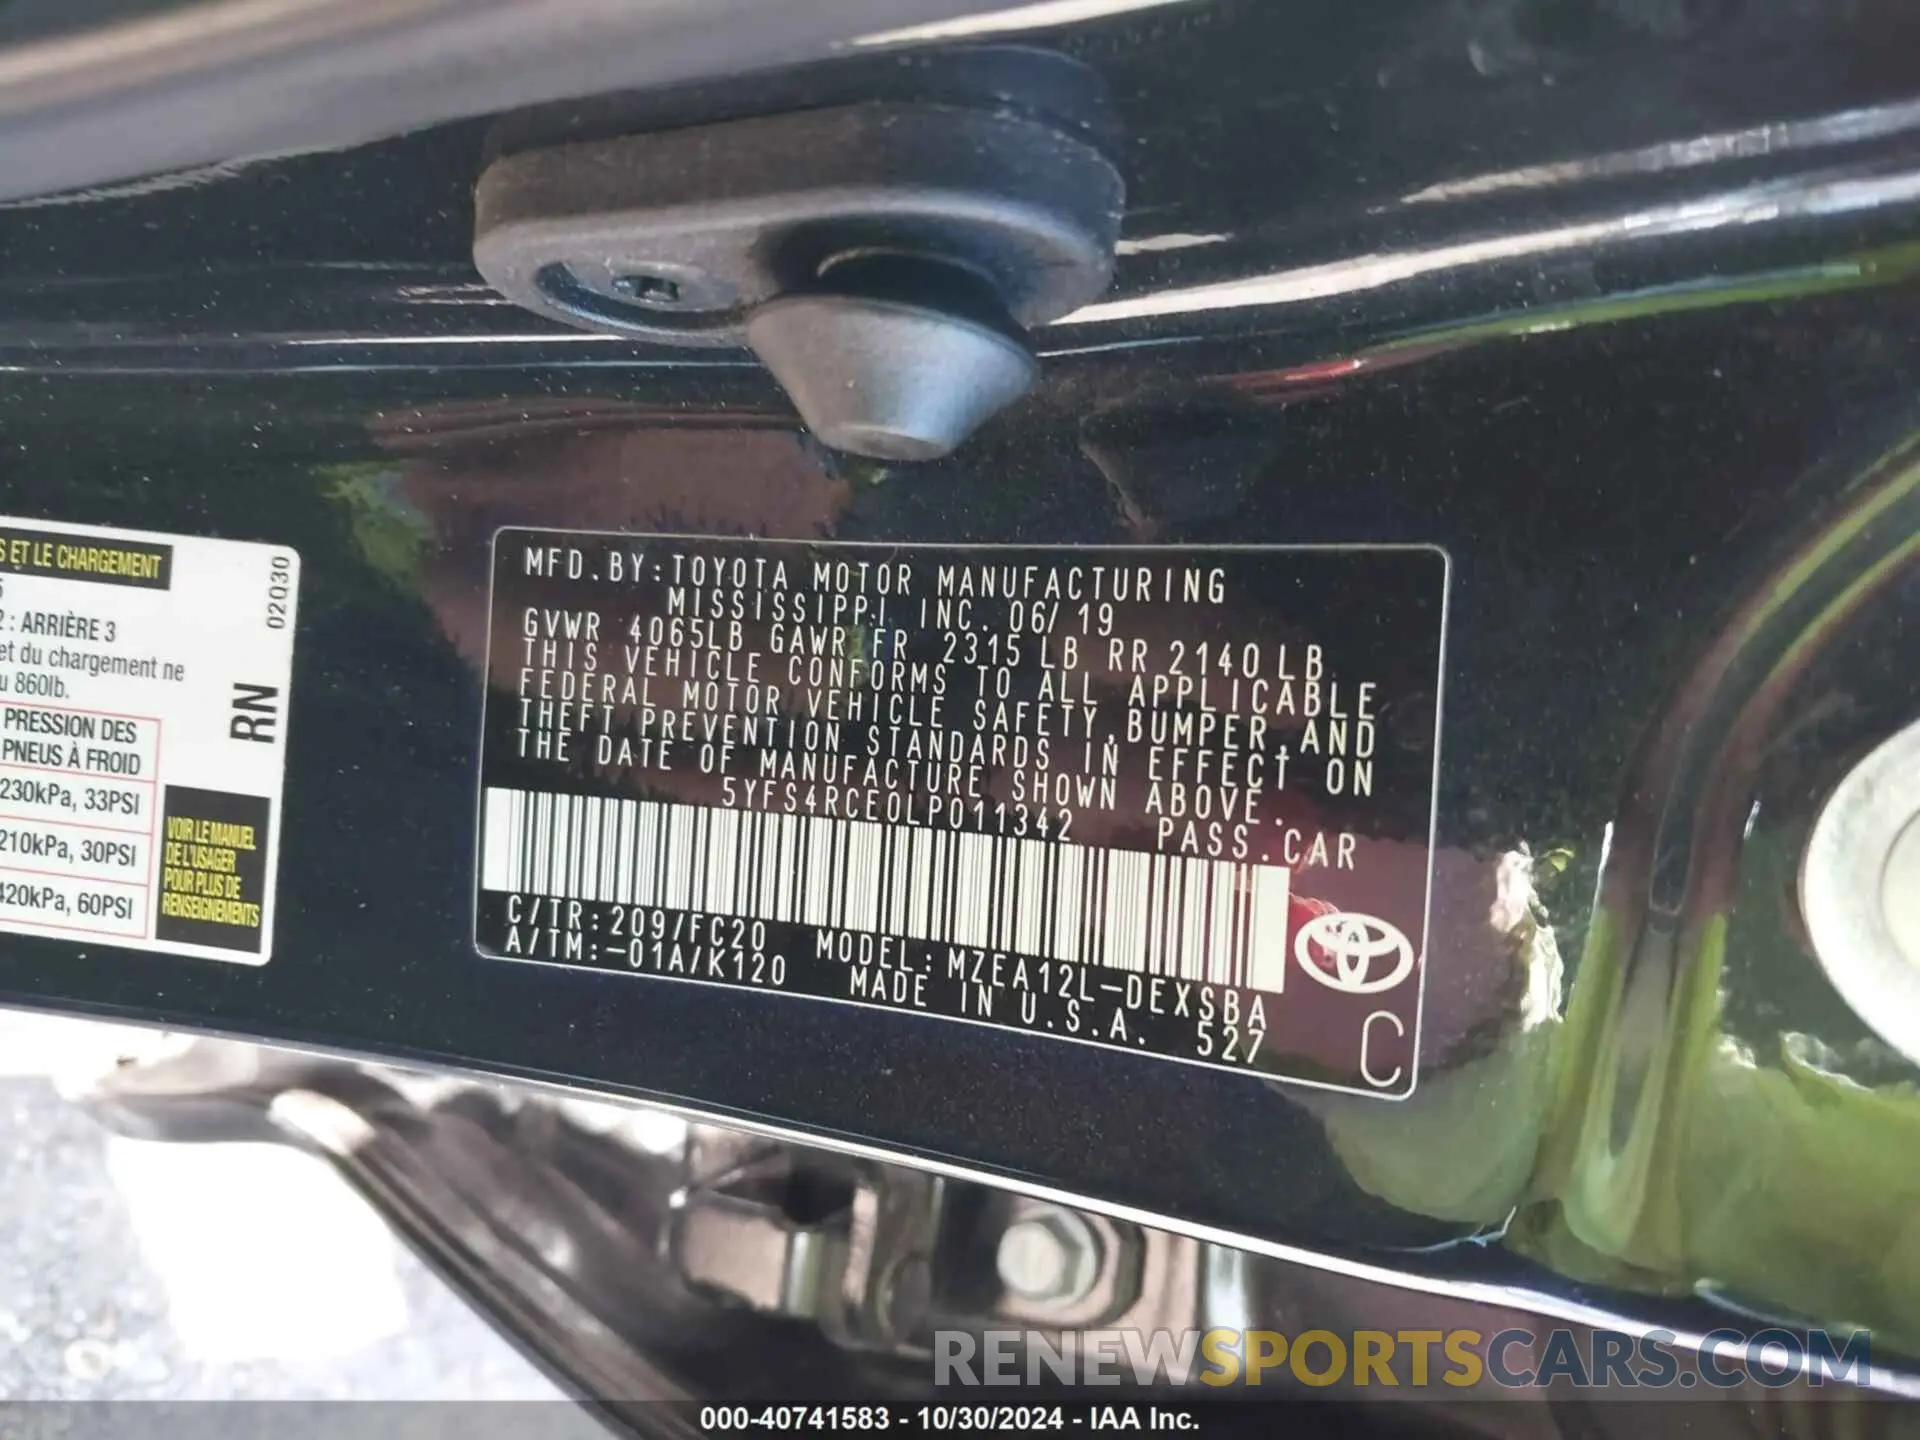 S ET LE CHARGEMENT
5
2 : ARRIÈRE 3
et du chargement ne
u 860lb.
PRESSION DES
PNEUS À FROID
230kPa, 33PSI
210kPa, 30PSI
420kPa, 60PSI
02Q30
RN
VOIR LE MANUEL
DE L'USAGER
POUR PLUS DE
RENSEIGNEMENTS
MFD.BY:TOYOTA MOTOR MANUFACTURING
MISSISSIPPI, INC. 06/19
GVWR 4065LB GAWR FR 2315LB RR 2140LB
THIS VEHICLE CONFORMS TO ALL APPLICABLE
FEDERAL MOTOR VEHICLE SAFETY,BUMPER,AND
THEFT PREVENTION STANDARDS IN EFFECT ON
THE DATE OF MANUFACTURE SHOWN ABOVE.
5YFS4RCE0LP011342 PASS.CAR
C/TR:209/FC20 MODEL:MZEA12L-DEXSBA
A/TM:-01A/K120 MADE IN U.S.A. 527
C
RENEWSPORTSCARS.COM
000-40741583 - 10/30/2024 - IAA Inc.